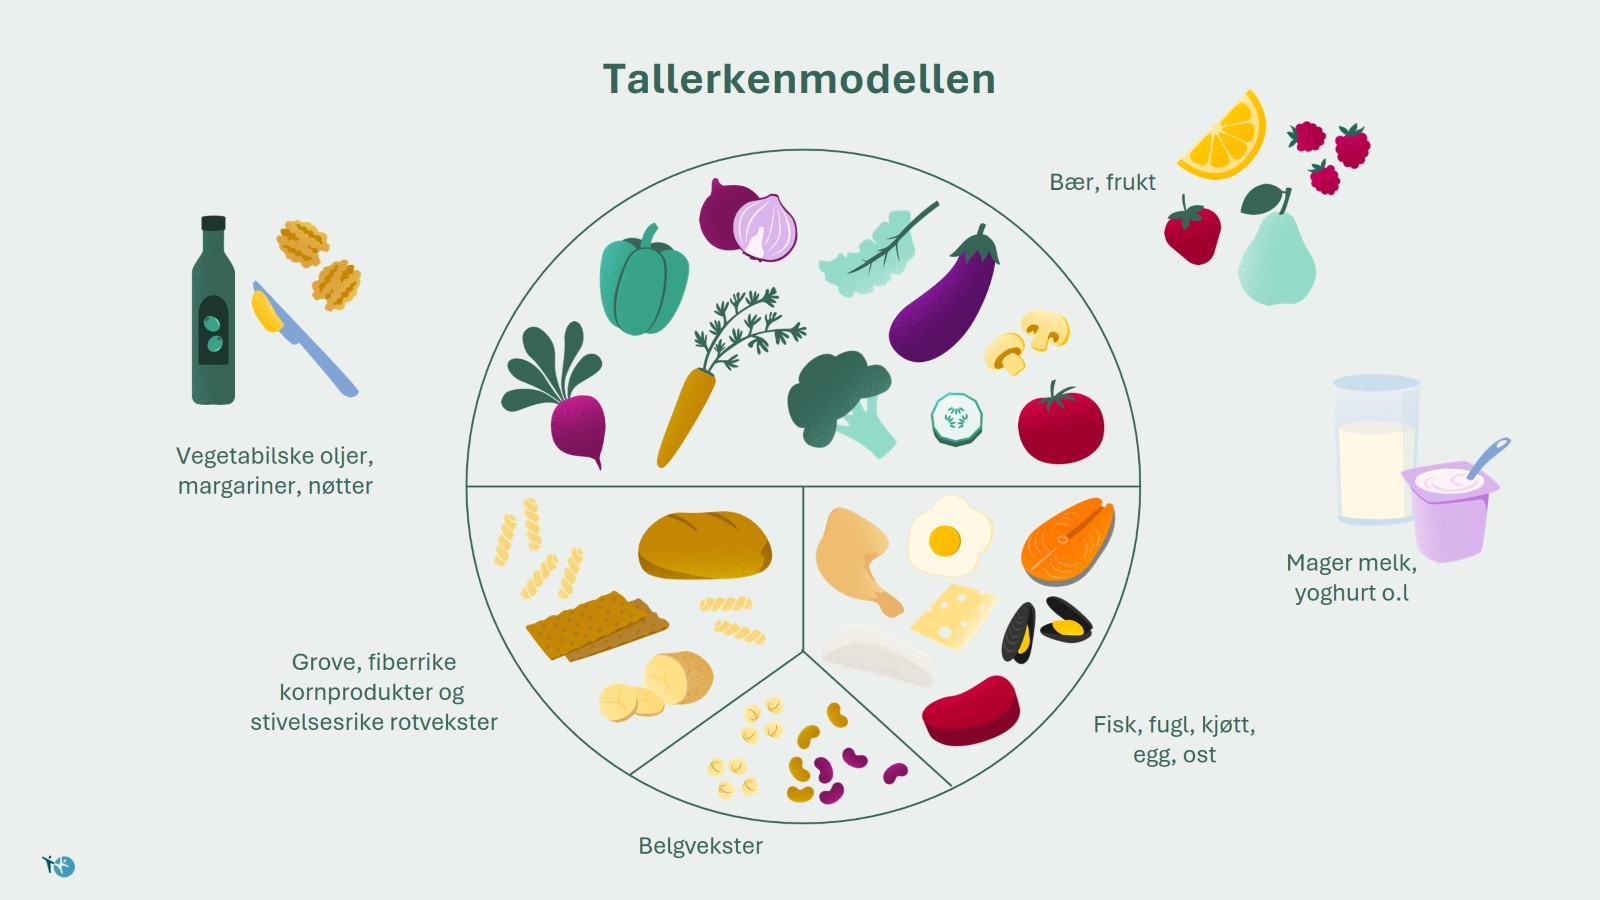 Tallerkenmodellen
Bær, frukt
Vegetabilske oljer,
margariner, nøtter
Mager melk,
yoghurt o.l
Grove, fiberrike
kornprodukter og
stivelsesrike rotvekster
Fisk, fugl, kjøtt,
egg, ost
Belgvekster